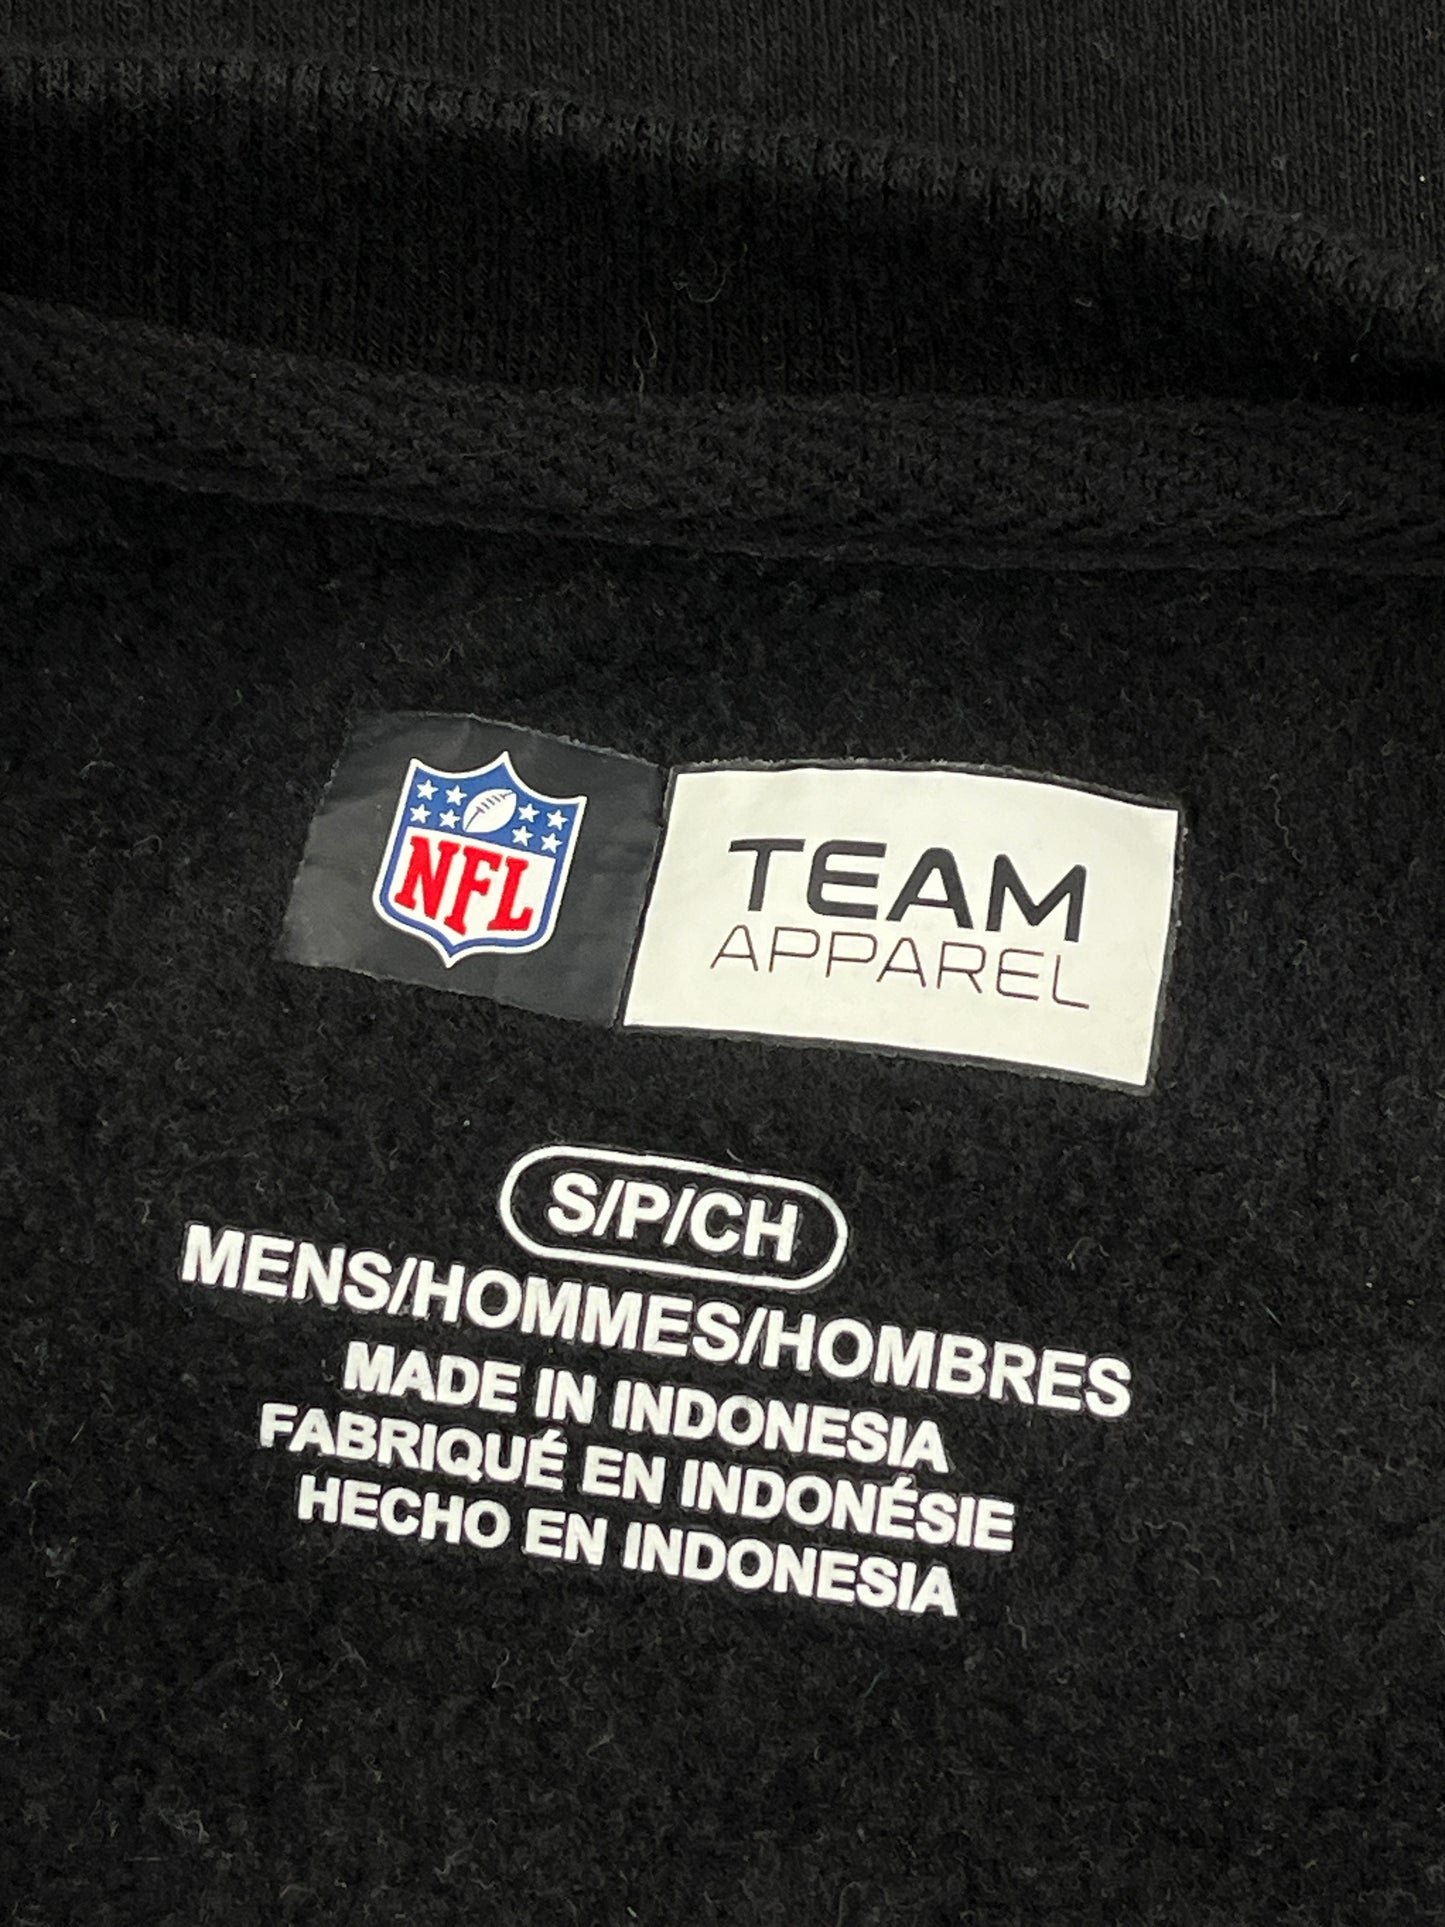 NFL
TEAM
APPAREL
S/P/CH
MENS/HOMMES/HOMBRES
MADE IN INDONESIA
FABRIQUÉ EN INDONÉSIE
HECHO EN INDONESIA